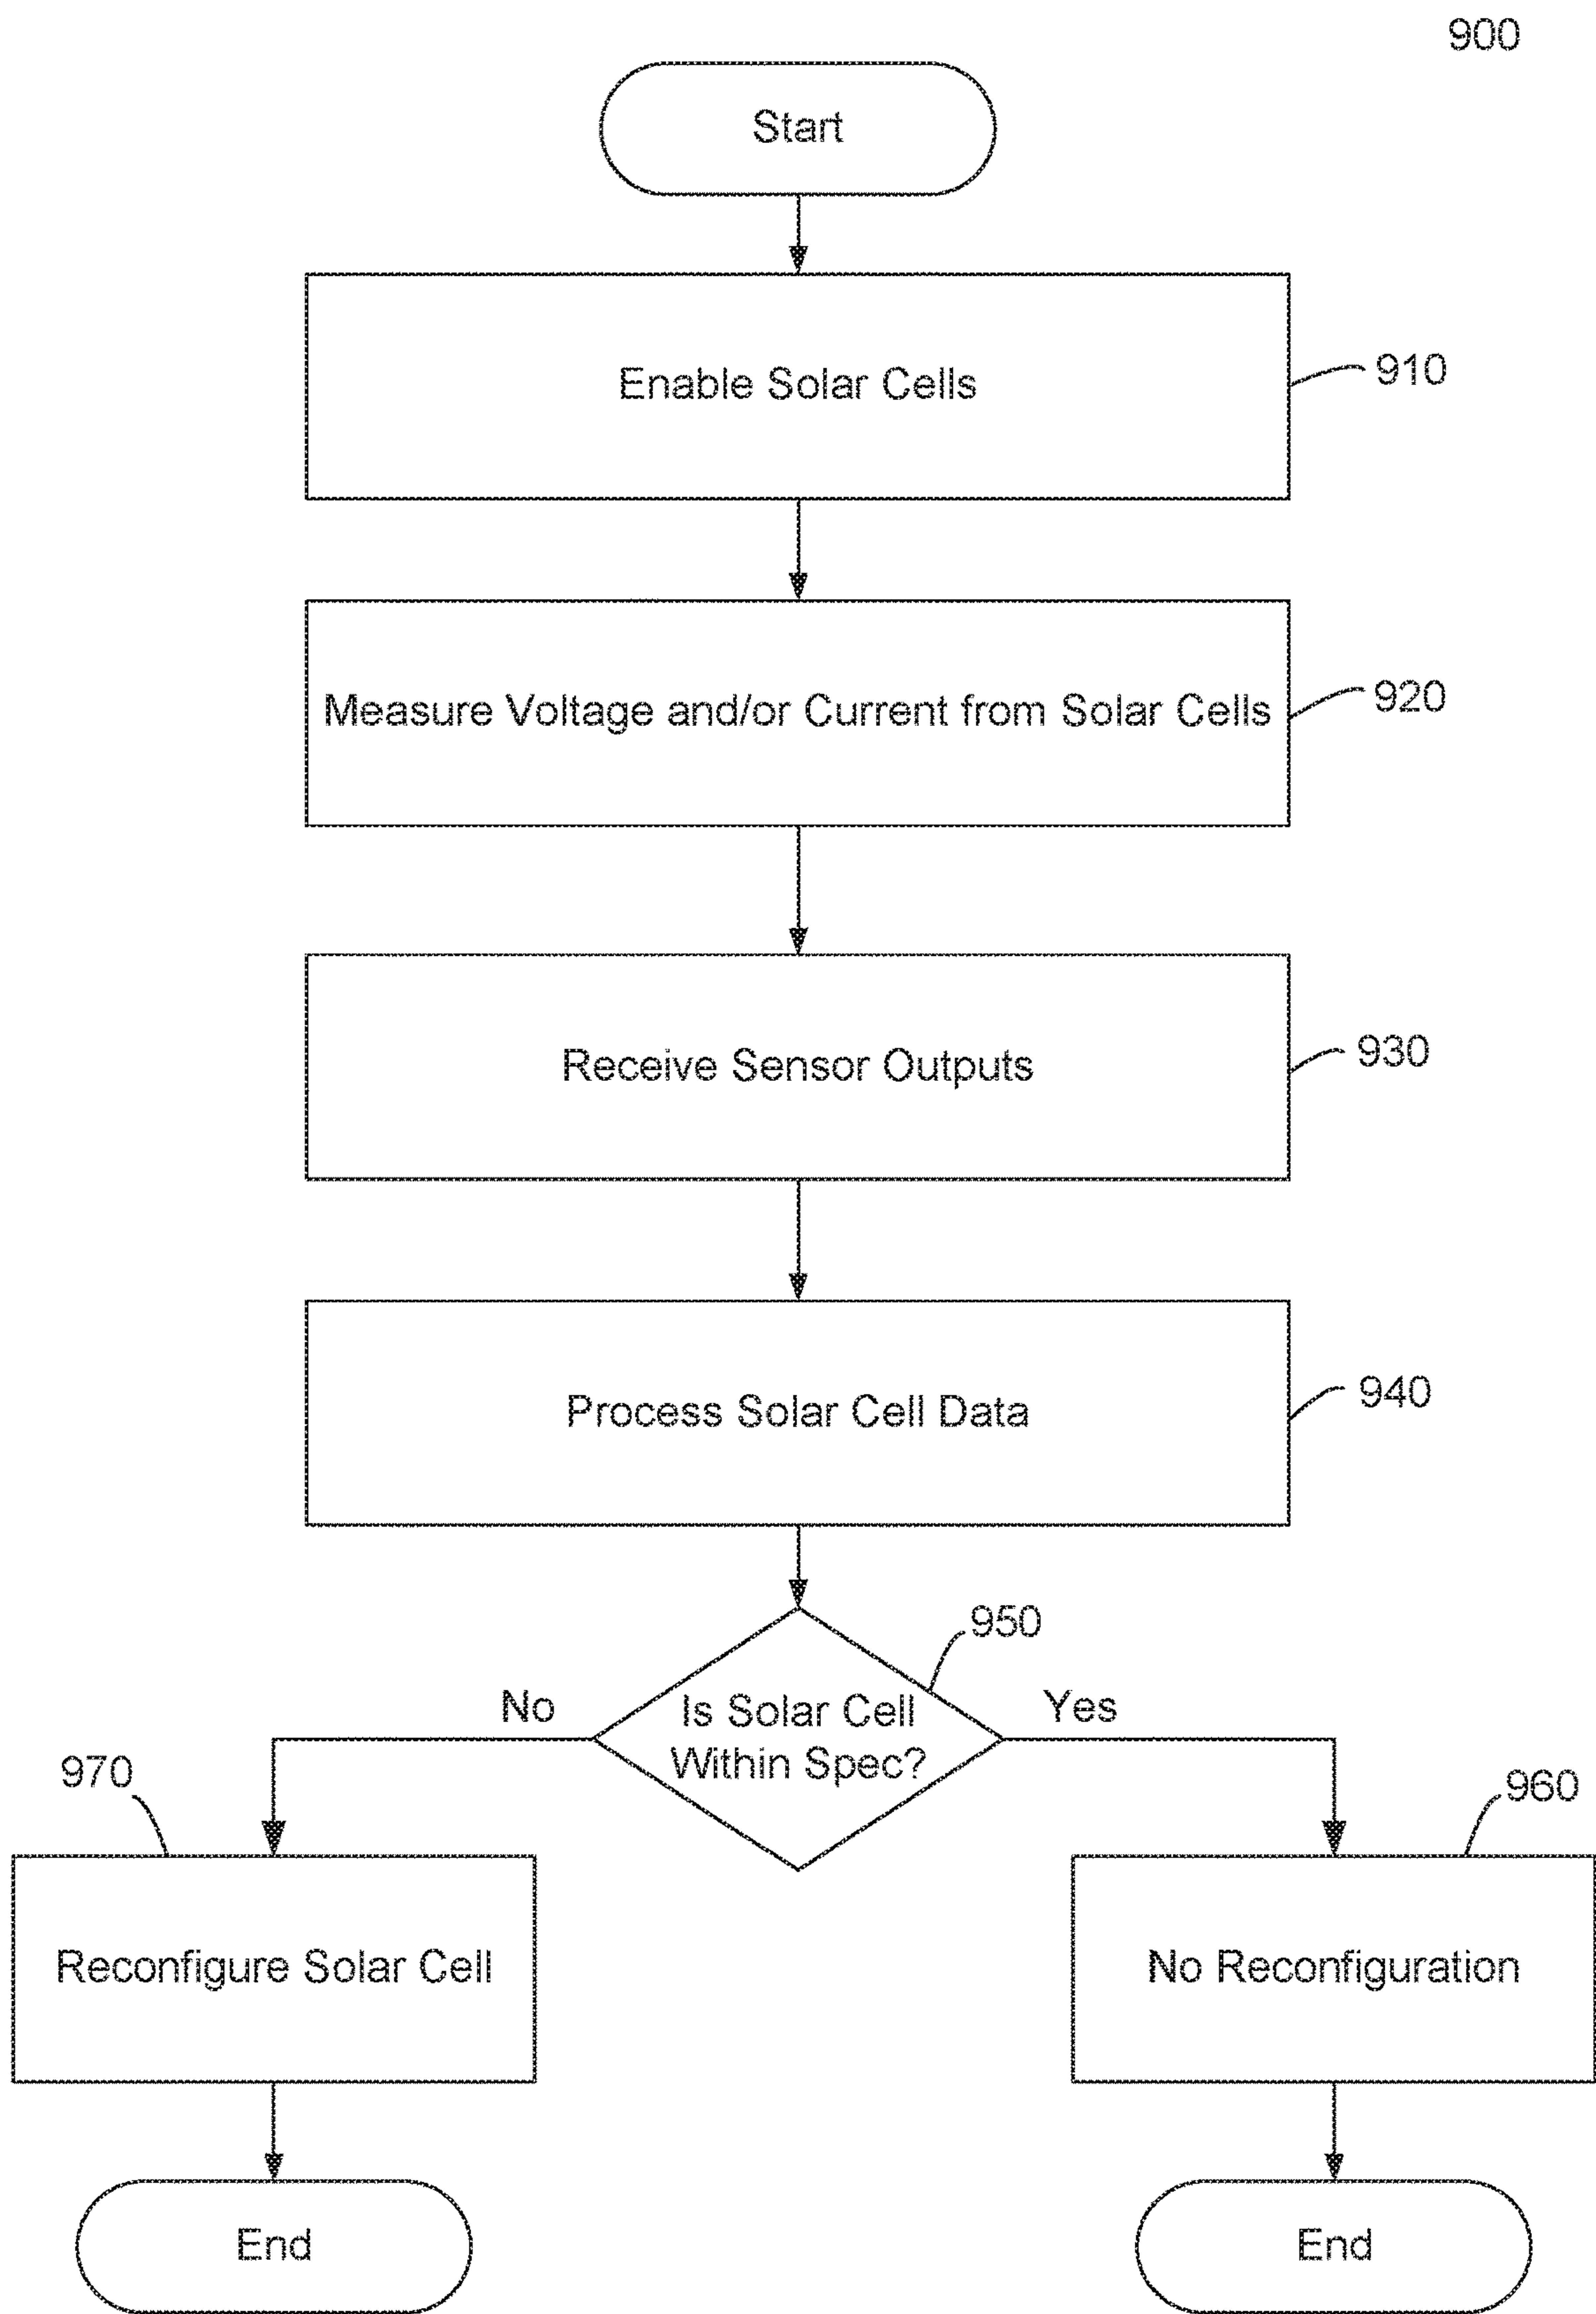 900
Start
Enable Solar Cells
910
Measure Voltage and/or Current from Solar Cells
920
Receive Sensor Outputs
930
Process Solar Cell Data
940
950
No
Is Solar Cell
Within Spec?
Yes
970
960
Reconfigure Solar Cell
No Reconfiguration
End
End